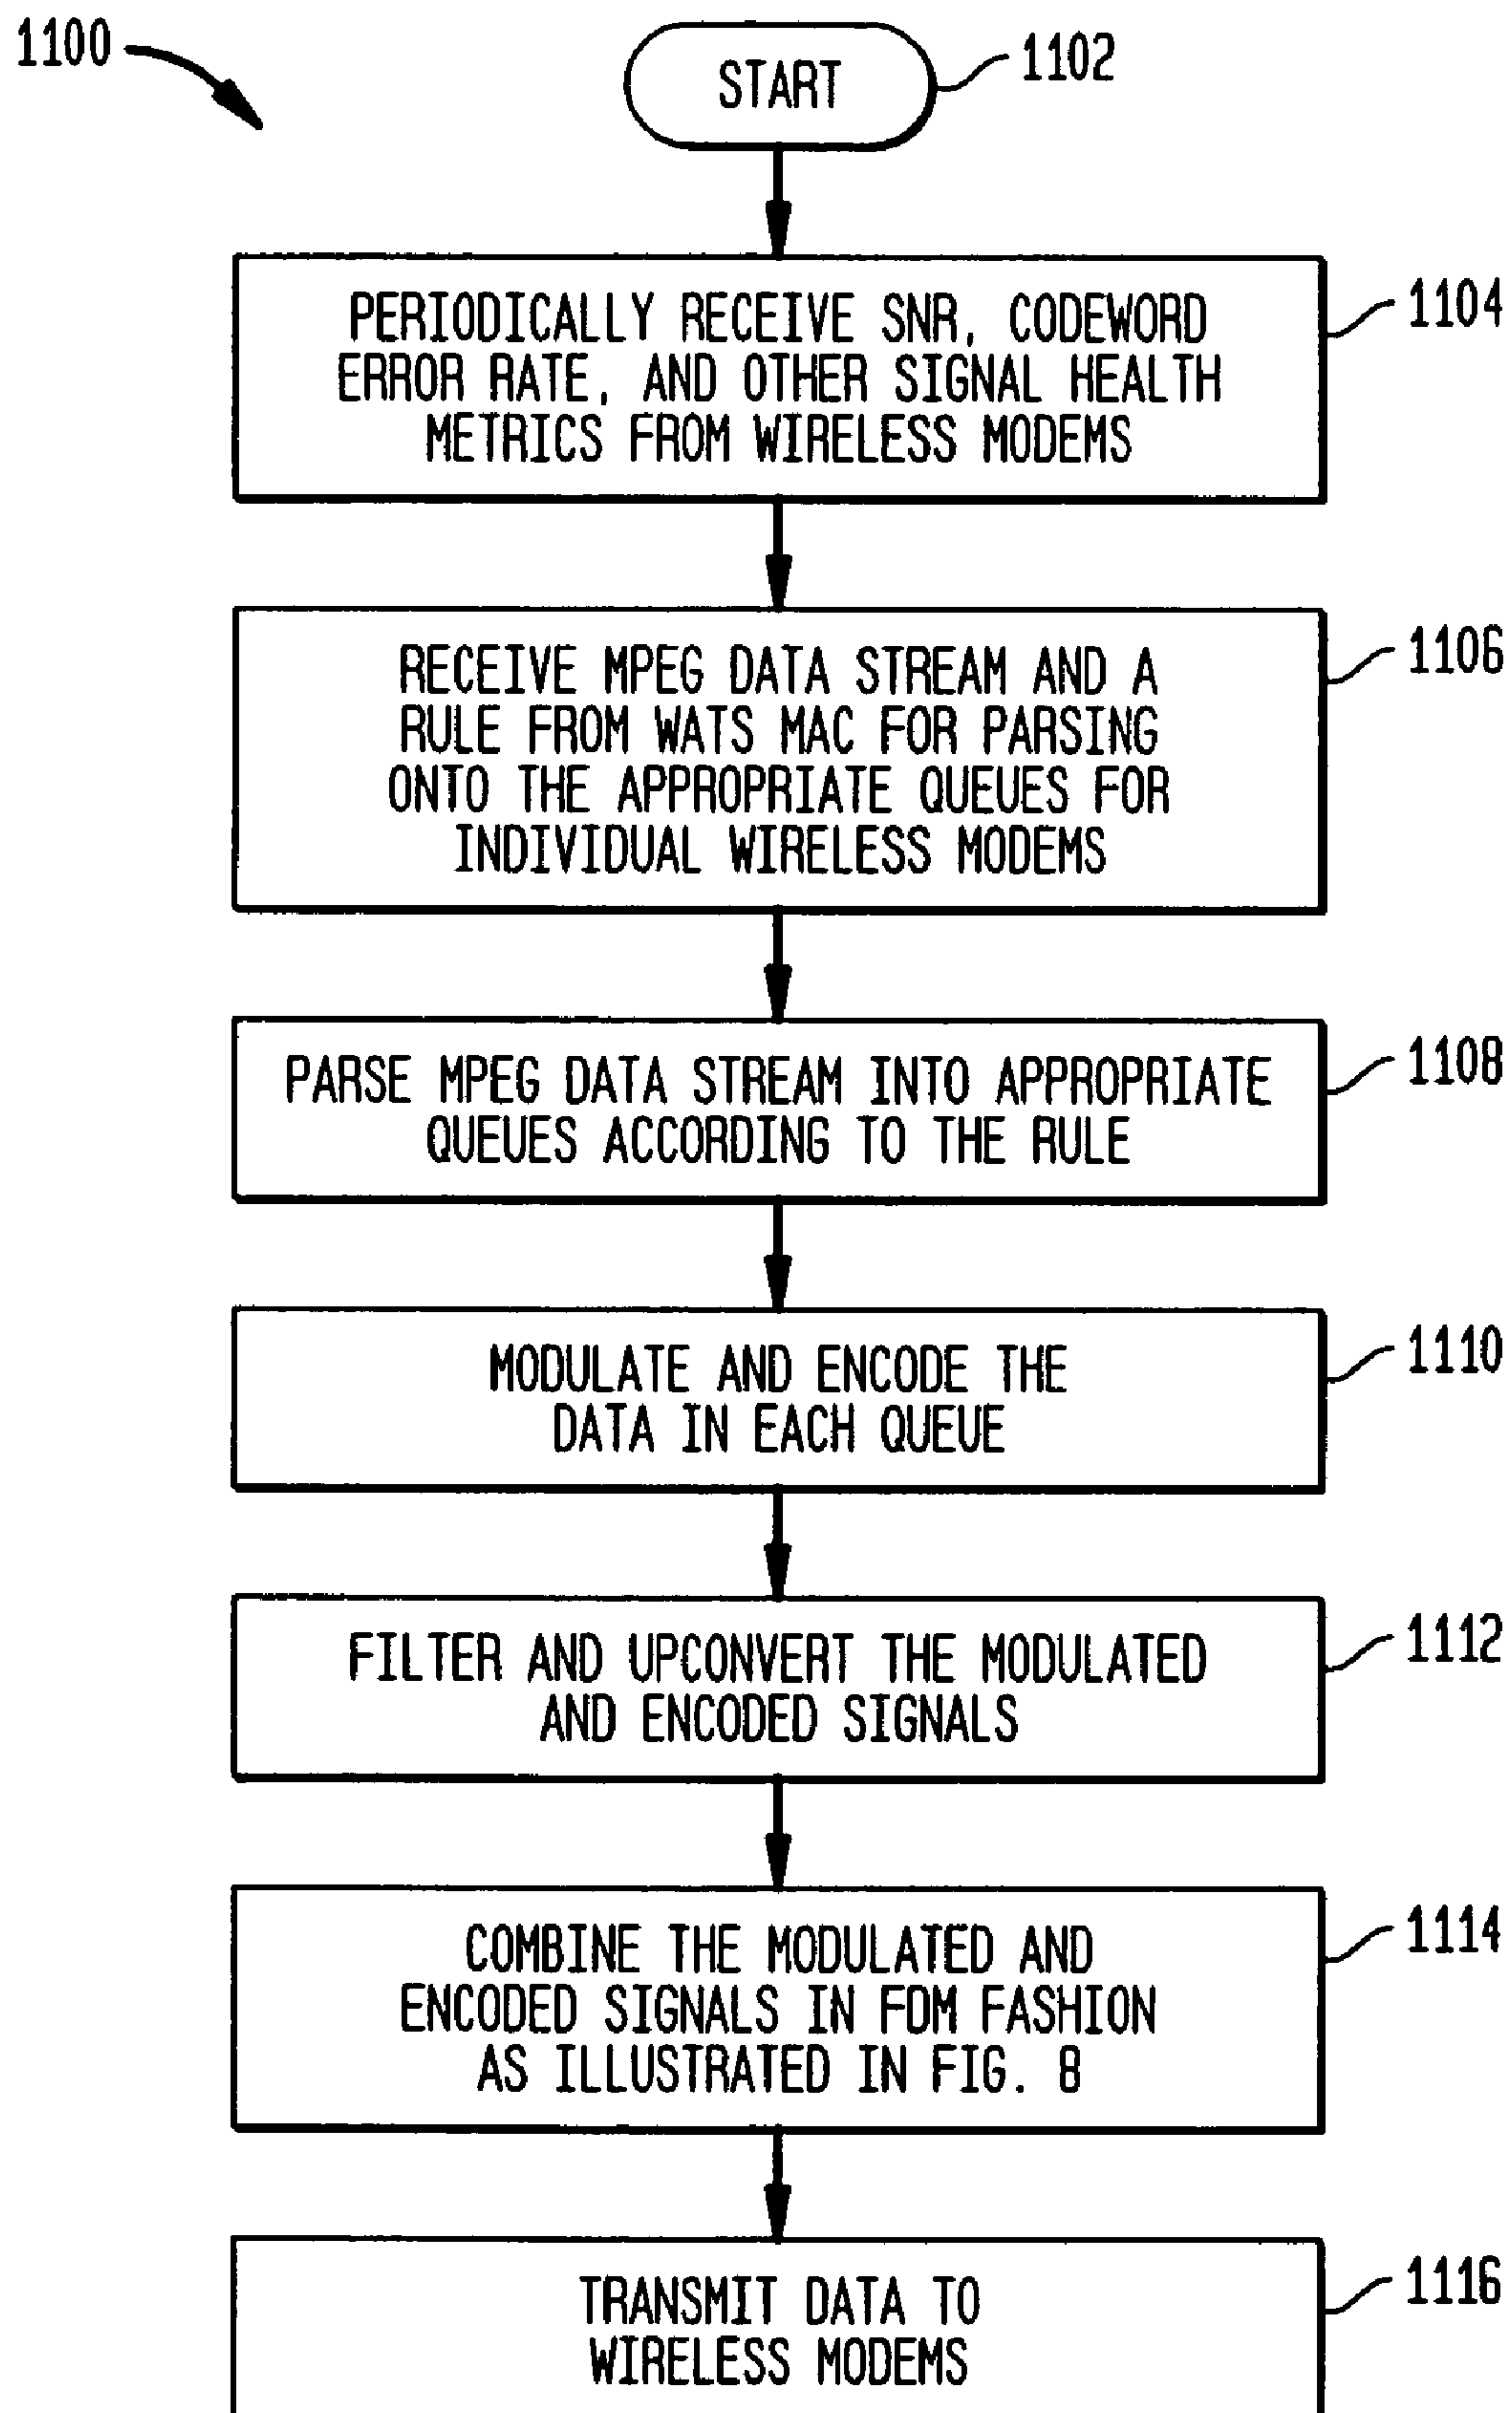 1100
START
1102
PERIODICALLY RECEIVE SNR, CODEWORD
ERROR RATE, AND OTHER SIGNAL HEALTH
METRICS FROM WIRELESS MODEMS
1104
RECEIVE MPEG DATA STREAM AND A
RULE FROM WATS MAC FOR PARSING
ONTO THE APPROPRIATE QUEUES FOR
INDIVIDUAL WIRELESS MODEMS
1106
PARSE MPEG DATA STREAM INTO APPROPRIATE
QUEUES ACCORDING TO THE RULE
1108
MODULATE AND ENCODE THE
DATA IN EACH QUEUE
1110
FILTER AND UPCONVERT THE MODULATED
AND ENCODED SIGNALS
1112
COMBINE THE MODULATED AND
ENCODED SIGNALS IN FDM FASHION
AS ILLUSTRATED IN FIG. 8
1114
TRANSMIT DATA TO
WIRELESS MODEMS
1116